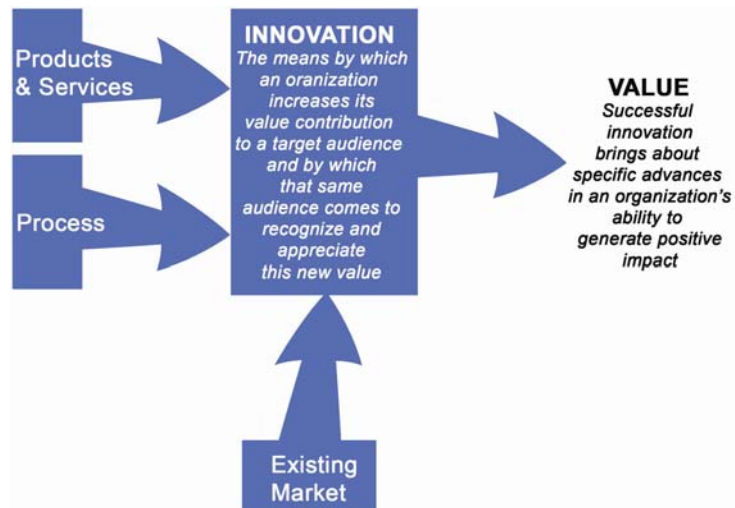 Products
& Services
Process
INNOVATION
The means by which
an oranization
increases its
value contribution
to a target audience
and by which
that same
audience comes to
recognize and
appreciate
this new value
VALUE
Successful
innovation
brings about
specific advances
in an organization's
ability to
generate positive
impact
Existing
Market